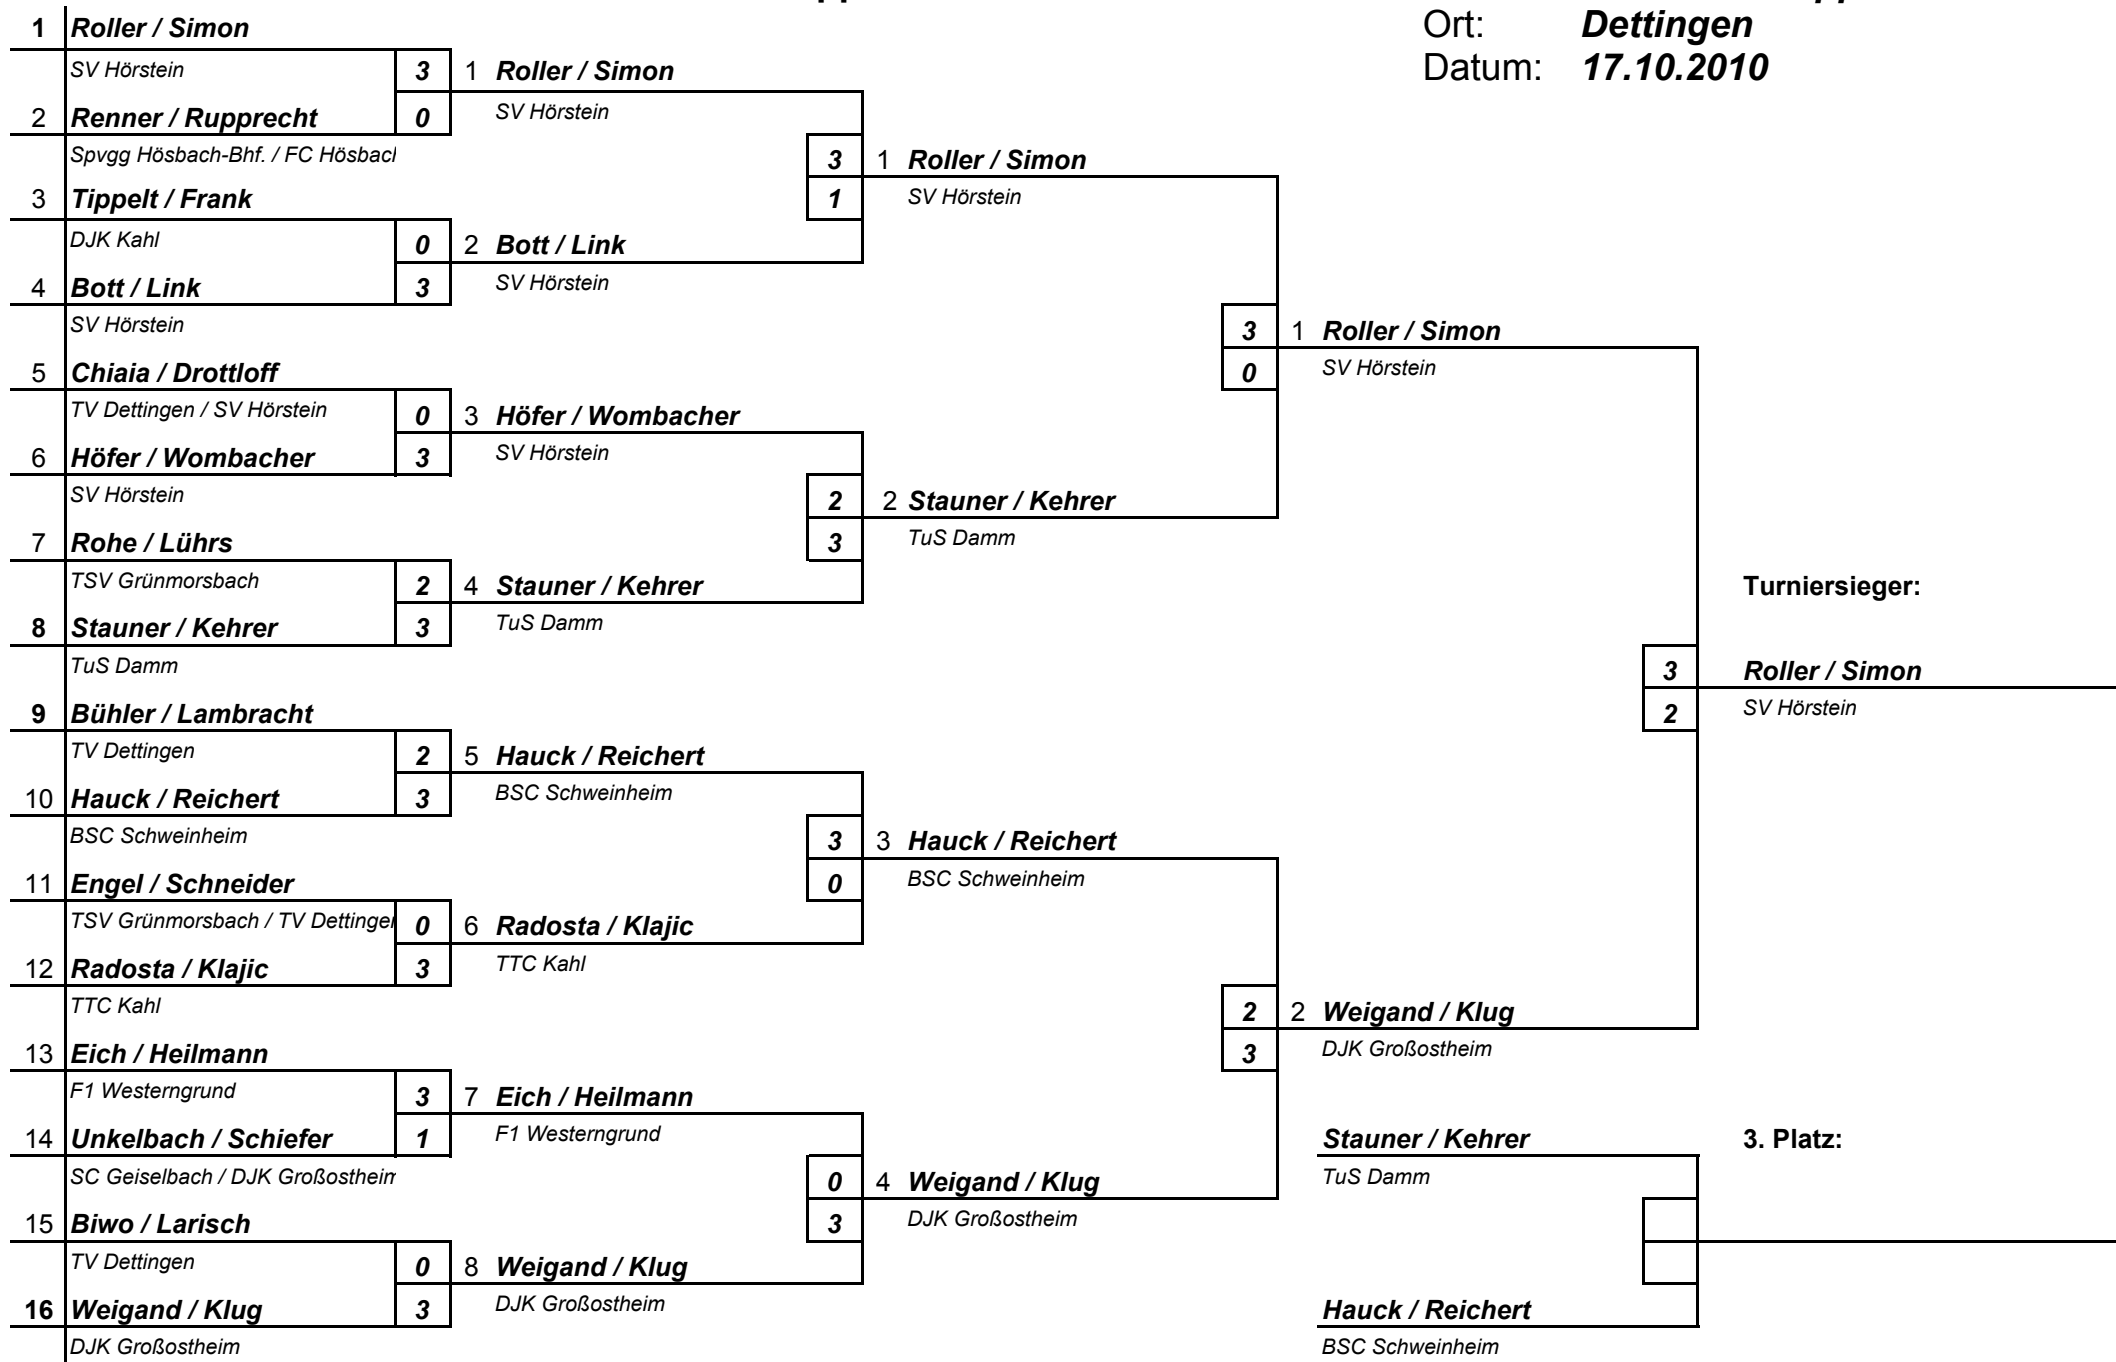 Ort: Dettingen
Datum: 17.10.2010
1 Roller / Simon
SV Hörstein 3
2 Renner / Rupprecht 0
Spvgg Hösbach-Bhf. / FC Hösbach
3 Tippelt / Frank
DJK Kahl 0
4 Bott / Link 3
SV Hörstein
5 Chiaia / Drottloff
TV Dettingen / SV Hörstein 0
6 Höfer / Wombacher 3
SV Hörstein
7 Rohe / Lührs
TSV Grünmorsbach 2
8 Stauner / Kehrer 3
TuS Damm
9 Bühler / Lambracht
TV Dettingen 2
10 Hauck / Reichert 3
BSC Schweinheim
11 Engel / Schneider
TSV Grünmorsbach / TV Dettingen 0
12 Radosta / Klajic 3
TTC Kahl
13 Eich / Heilmann
F1 Westerngrund 3
14 Unkelbach / Schiefer 1
SC Geiselbach / DJK Großostheim
15 Biwo / Larisch
TV Dettingen 0
16 Weigand / Klug 3
DJK Großostheim
1 Roller / Simon
SV Hörstein
3
1
2 Bott / Link
SV Hörstein
3 Höfer / Wombacher
SV Hörstein
2
3
4 Stauner / Kehrer
TuS Damm
5 Hauck / Reichert
BSC Schweinheim
3
0
6 Radosta / Klajic
TTC Kahl
7 Eich / Heilmann
F1 Westerngrund
0
3
8 Weigand / Klug
DJK Großostheim
1 Roller / Simon
SV Hörstein
3
0
2 Stauner / Kehrer
TuS Damm
3 Hauck / Reichert
BSC Schweinheim
2
3
4 Weigand / Klug
DJK Großostheim
1 Roller / Simon
SV Hörstein
3
2
2 Weigand / Klug
DJK Großostheim
Turniersieger:
Roller / Simon
SV Hörstein
Stauner / Kehrer
TuS Damm
3. Platz:
Hauck / Reichert
BSC Schweinheim